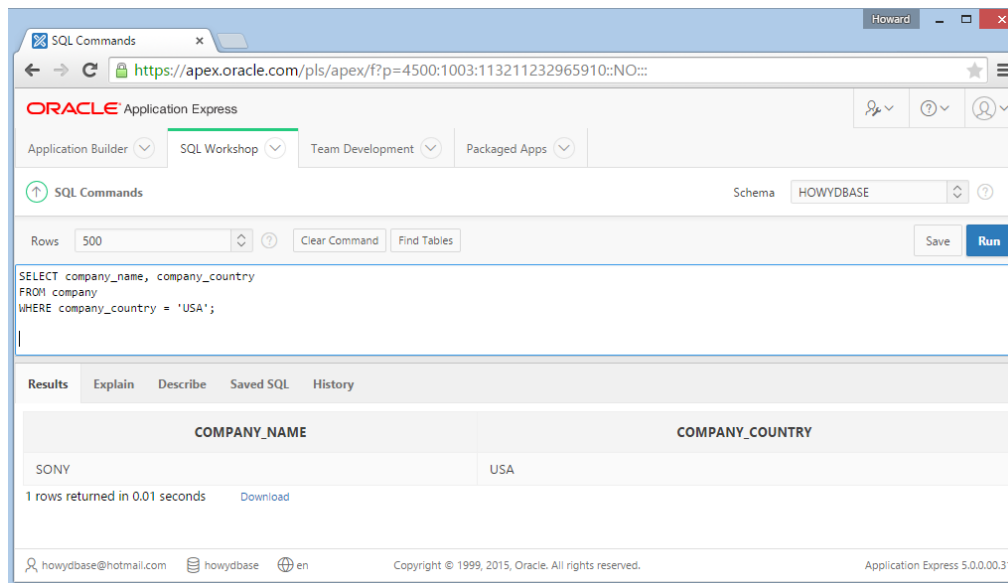 Howard
SQL Commands
https://apex.oracle.com/pls/apex/f?p=4500:1003:113211232965910::NO:::
ORACLE Application Express
Application Builder SQL Workshop Team Development Packaged Apps
SQL Commands Schema HOWYDBASE
Rows 500 Clear Command Find Tables Save Run
SELECT company_name, company_country
FROM company
WHERE company_country = 'USA';
Results Explain Describe Saved SQL History
COMPANY_NAME COMPANY_COUNTRY
SONY USA
1 rows returned in 0.01 seconds Download
howydbase@hotmail.com howydbase en Copyright © 1999, 2015, Oracle. All rights reserved. Application Express 5.0.0.00.3